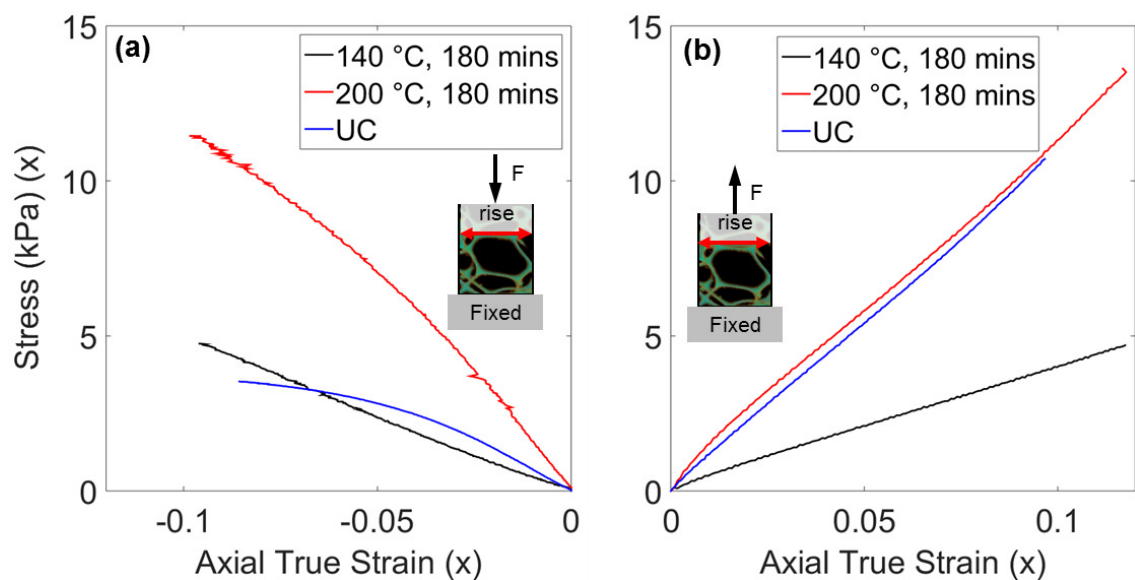 (a)
140 °C, 180 mins
200 °C, 180 mins
UC
F
rise
Fixed
15
10
5
0
-0.1
-0.05
0
Stress (kPa) (x)
Axial True Strain (x)
(b)
140 °C, 180 mins
200 °C, 180 mins
UC
F
rise
Fixed
15
10
5
0
0
0.05
0.1
Axial True Strain (x)